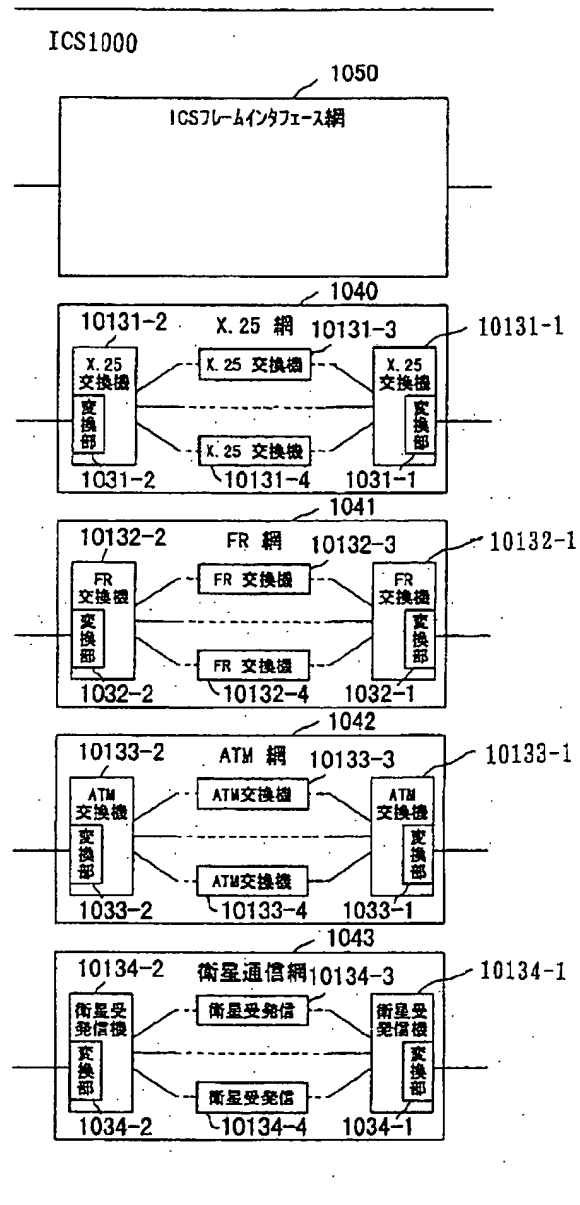 ICS1000
1050
ICSフレームインタフェース網
1040
10131-2
X.25 網
10131-3
10131-1
X.25
交換機
X.25 交換機
X.25
交換機
変換部
変換部
X.25 交換機
1031-2
10131-4
1031-1
1041
10132-2
FR 網
10132-3
10132-1
FR
交換機
FR 交換機
FR
交換機
変換部
変換部
FR 交換機
1032-2
10132-4
1032-1
1042
10133-2
ATM 網
10133-3
10133-1
ATM
交換機
ATM交換機
ATM
交換機
変換部
変換部
ATM交換機
1033-2
10133-4
1033-1
1043
10134-2
衛星通信網
10134-3
10134-1
衛星受
発信機
衛星受発信
衛星受
発信機
変換部
変換部
衛星受発信
1034-2
10134-4
1034-1